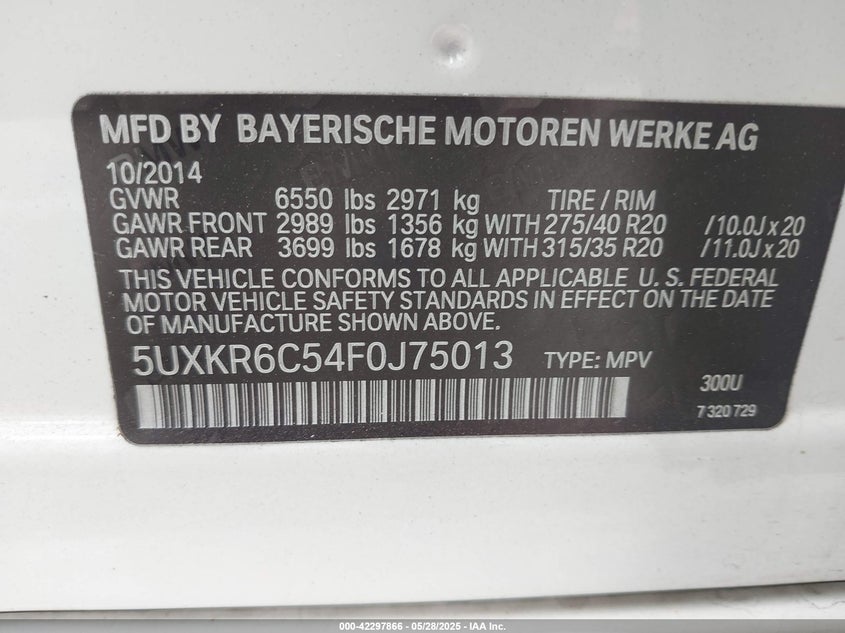 MFD BY BAYERISCHE MOTOREN WERKE AG
10/2014
GVWR 6550 lbs 2971 kg TIRE / RIM
GAWR FRONT 2989 lbs 1356 kg WITH 275/40 R20 /10.0J x 20
GAWR REAR 3699 lbs 1678 kg WITH 315/35 R20 /11.0J x 20
THIS VEHICLE CONFORMS TO ALL APPLICABLE U. S. FEDERAL
MOTOR VEHICLE SAFETY STANDARDS IN EFFECT ON THE DATE
OF MANUFACTURE SHOWN ABOVE.
5UXKR6C54F0J75013 TYPE: MPV
300U
7 320 729
000-42297866 | 05/28/2025 - IAA Inc.